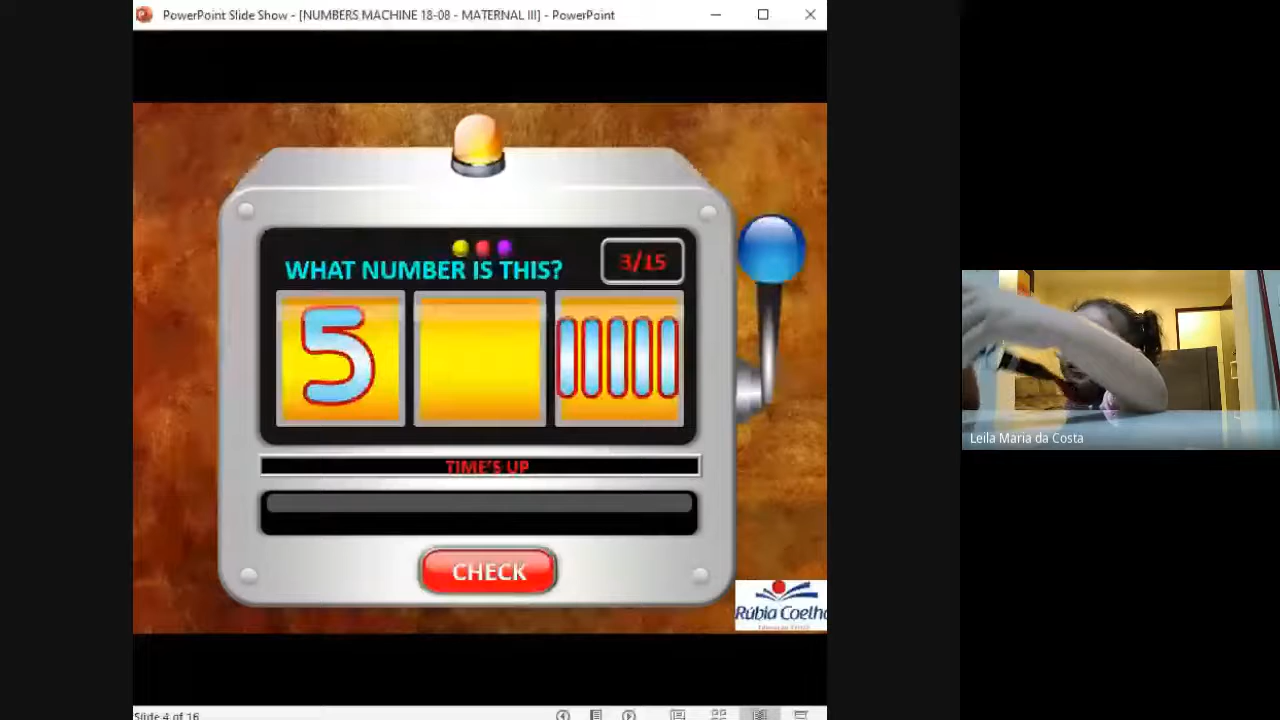 PowerPoint Slide Show - [NUMBERS MACHINE 18-08 - MATERNAL III] - PowerPoint
WHAT NUMBER IS THIS?
3/15
5
TIME'S UP
CHECK
Rúbia Coelho
Leila Maria da Costa
Slide 4 of 16